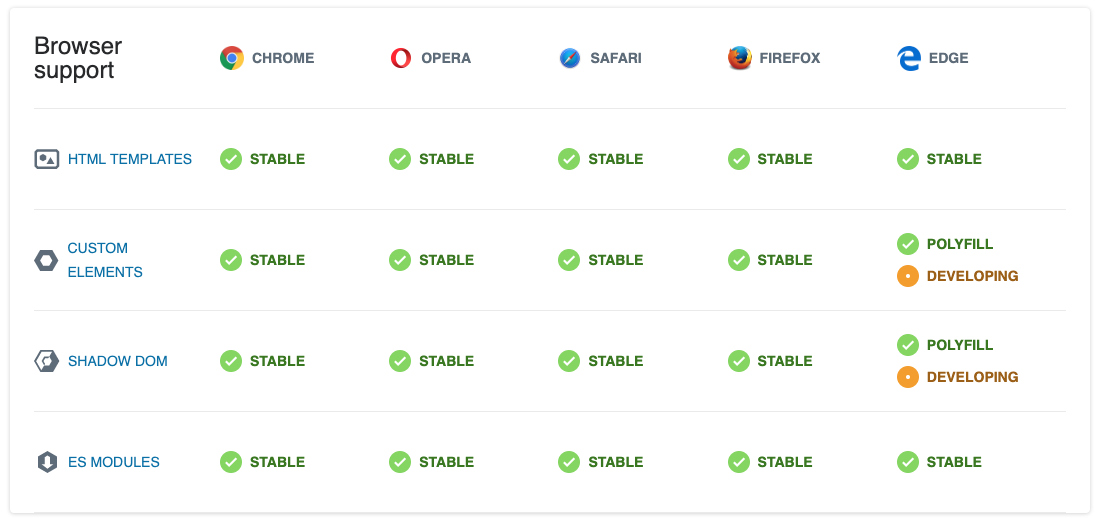 Browser
support
CHROME
OPERA
SAFARI
FIREFOX
EDGE
HTML TEMPLATES
STABLE
STABLE
STABLE
STABLE
STABLE
CUSTOM
ELEMENTS
STABLE
STABLE
STABLE
STABLE
POLYFILL
DEVELOPING
SHADOW DOM
STABLE
STABLE
STABLE
STABLE
POLYFILL
DEVELOPING
ES MODULES
STABLE
STABLE
STABLE
STABLE
STABLE